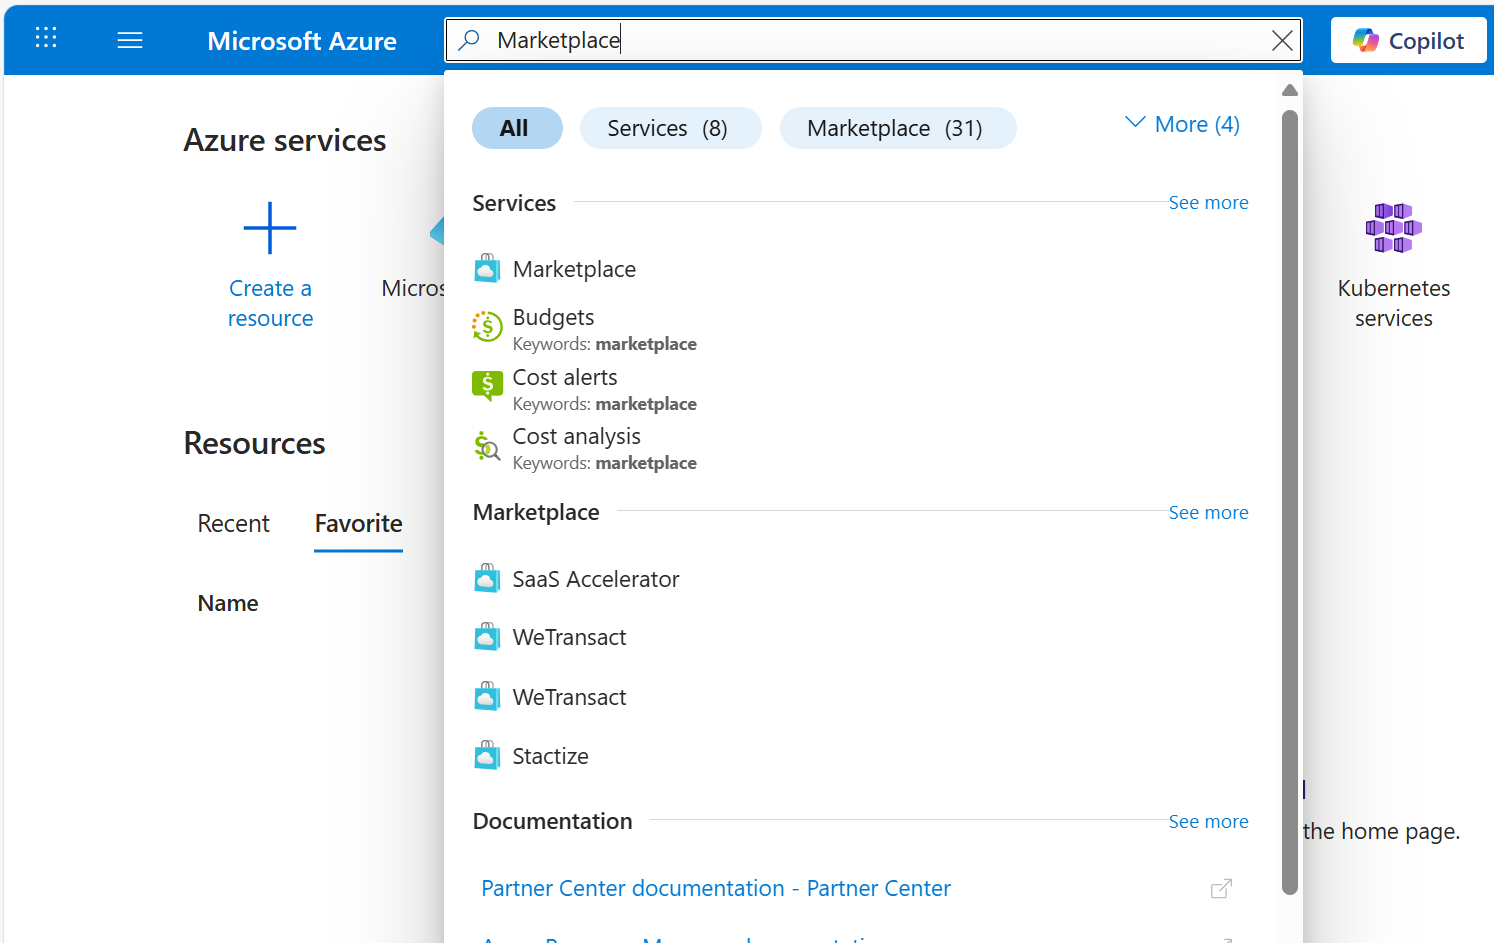 Microsoft Azure
Marketplace
Copilot
All
Services (8)
Marketplace (31)
More (4)
Azure services
Create a
resource
Micros
Kubernetes
services
Services
See more
Marketplace
Budgets
Keywords: marketplace
Cost alerts
Keywords: marketplace
Cost analysis
Keywords: marketplace
Resources
Recent
Favorite
Name
Marketplace
See more
SaaS Accelerator
WeTransact
WeTransact
Stactize
the home page.
Documentation
See more
Partner Center documentation - Partner Center